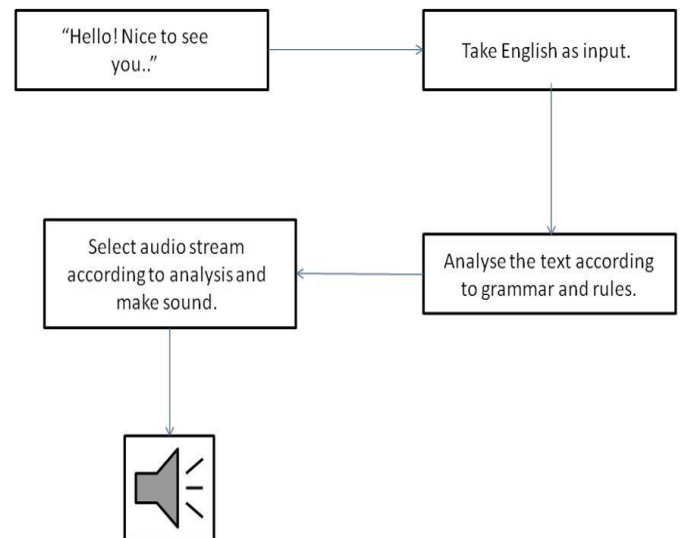 “Hello! Nice to see
you..”
Take English as input.
Analyse the text according
to grammar and rules.
Select audio stream
according to analysis and
make sound.